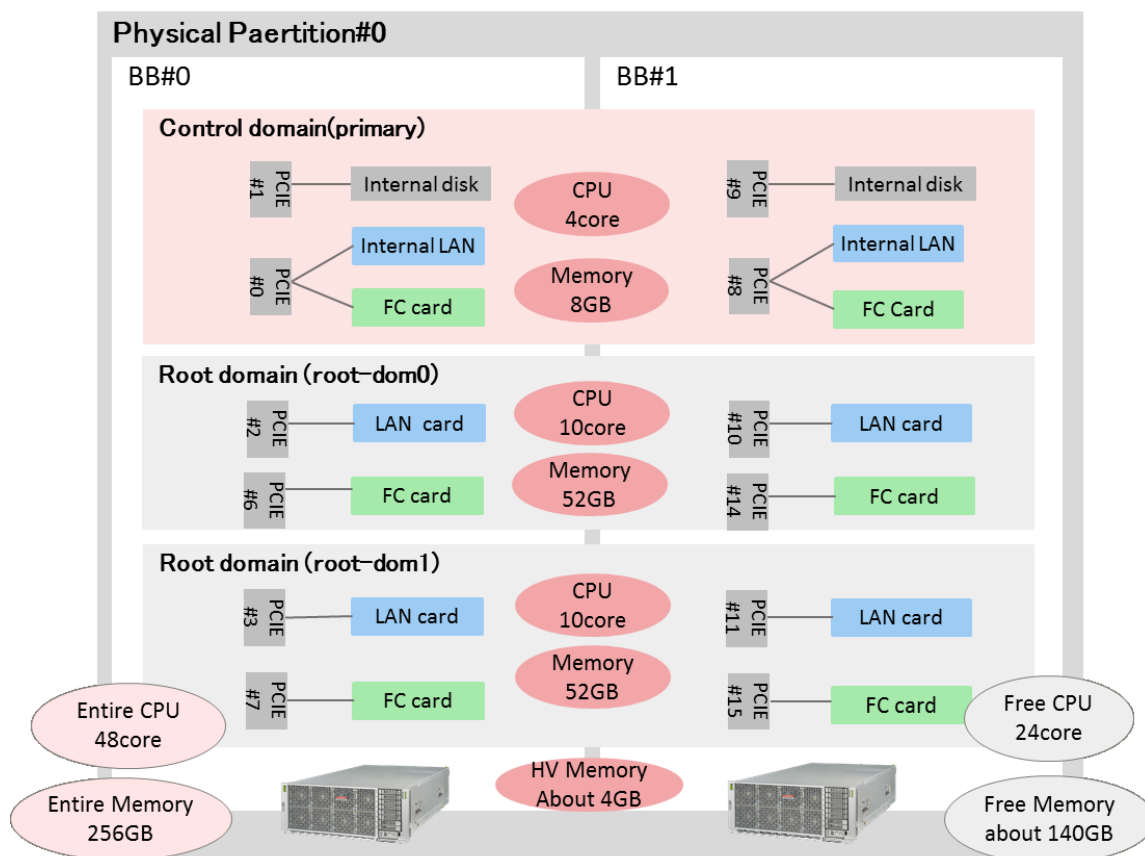 Physical Paertition#0
BB#0
BB#1
Control domain(primary)
PCIE
#1
Internal disk
CPU
4core
PCIE
#9
Internal disk
PCIE
#0
Internal LAN
FC card
Memory
8GB
PCIE
#8
Internal LAN
FC Card
Root domain (root-dom0)
PCIE
#2
LAN card
CPU
10core
PCIE
#10
LAN card
PCIE
#6
FC card
Memory
52GB
PCIE
#14
FC card
Root domain (root-dom1)
PCIE
#3
LAN card
CPU
10core
PCIE
#11
LAN card
PCIE
#7
FC card
Memory
52GB
PCIE
#15
FC card
Entire CPU
48core
Free CPU
24core
HV Memory
About 4GB
Entire Memory
256GB
Free Memory
about 140GB